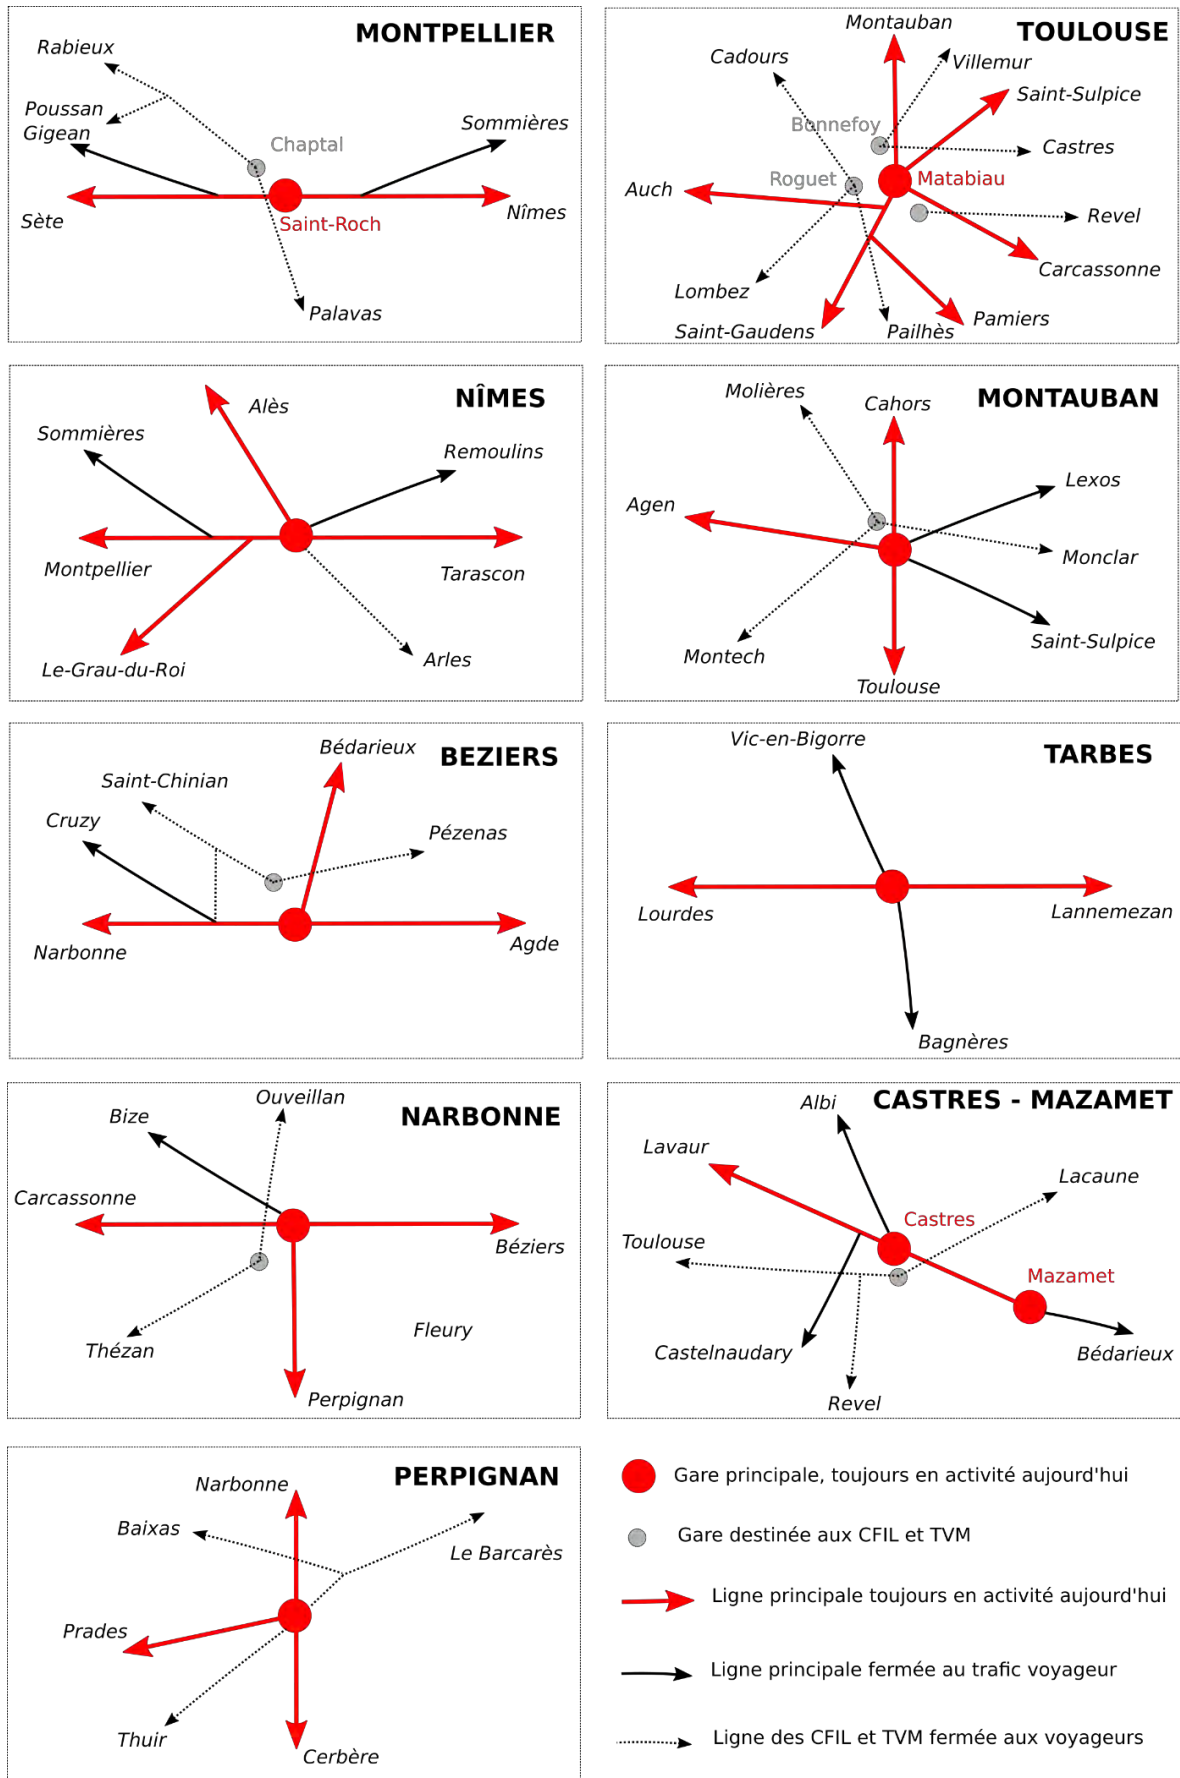 MONTPELLIER
Rabieux
Poussan
Gigean
Chaptal
Sommières
Sète
Saint-Roch
Nîmes
Palavas
TOULOUSE
Montauban
Cadours
Villemur
Saint-Sulpice
Bonnefoy
Castres
Roguet
Matabiau
Auch
Revel
Carcassonne
Lombez
Saint-Gaudens
Pailhès
Pamiers
NÎMES
Alès
Sommières
Remoulins
Montpellier
Tarascon
Le-Grau-du-Roi
Arles
MONTAUBAN
Molières
Cahors
Lexos
Agen
Monclar
Montech
Saint-Sulpice
Toulouse
BEZIERS
Bédarieux
Saint-Chinian
Cruzy
Pézenas
Narbonne
Agde
TARBES
Vic-en-Bigorre
Lourdes
Lannemezan
Bagnères
NARBONNE
Ouveillan
Bize
Carcassonne
Béziers
Thézan
Fleury
Perpignan
CASTRES - MAZAMET
Albi
Lavaur
Lacaune
Castres
Toulouse
Mazamet
Castelnaudary
Bédarieux
Revel
PERPIGNAN
Narbonne
Baixas
Le Barcarès
Prades
Thuir
Cerbère
Gare principale, toujours en activité aujourd'hui
Gare destinée aux CFIL et TVM
Ligne principale toujours en activité aujourd'hui
Ligne principale fermée au trafic voyageur
Ligne des CFIL et TVM fermée aux voyageurs